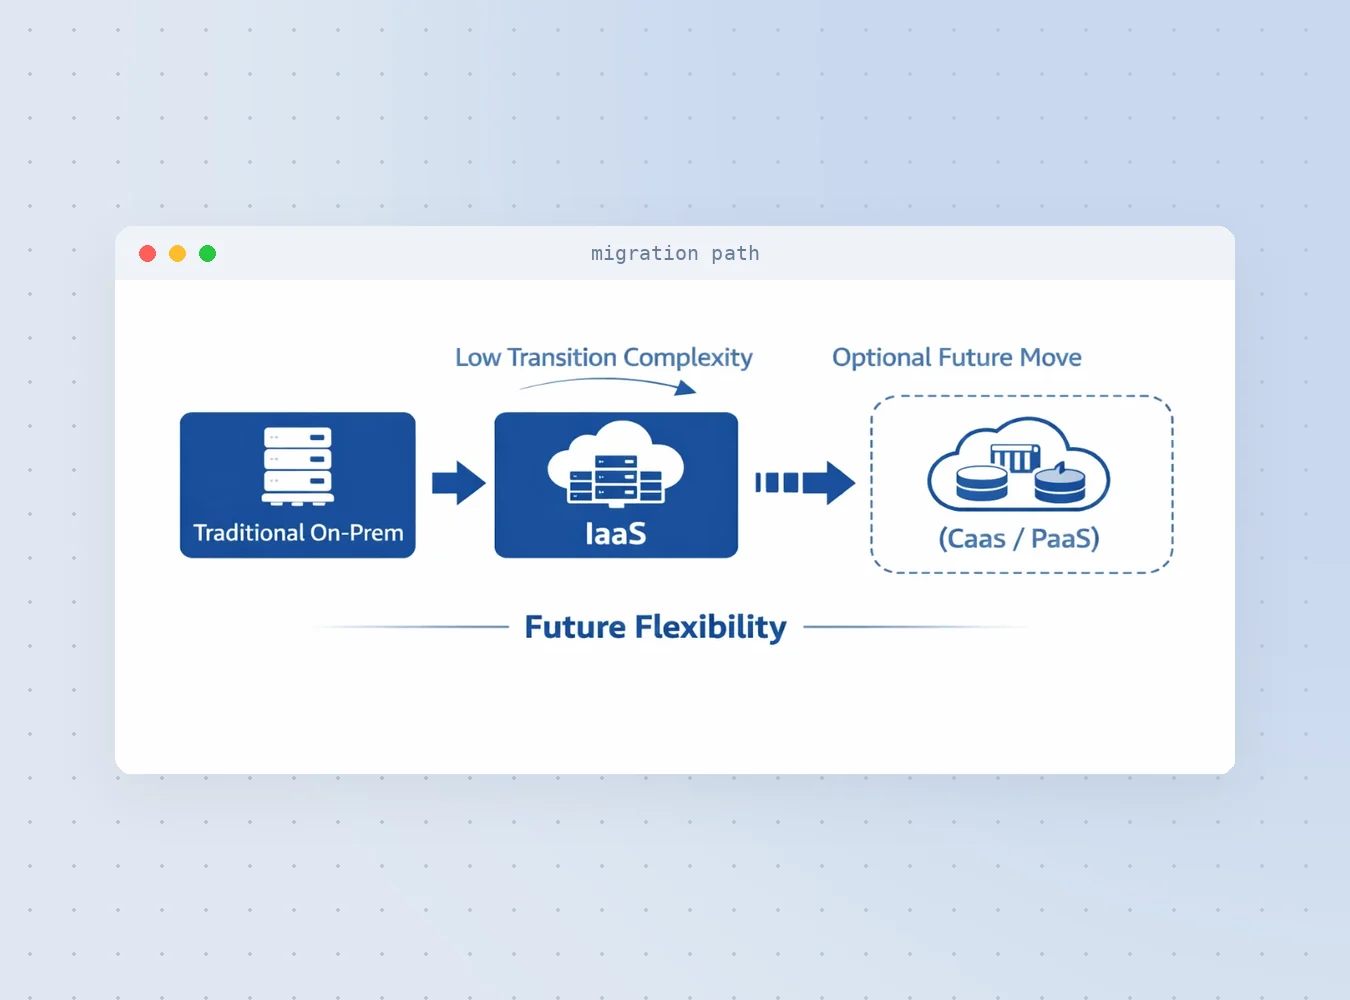 migration path
Low Transition Complexity
Optional Future Move
Traditional On-Prem
IaaS
(Caas / PaaS)
Future Flexibility